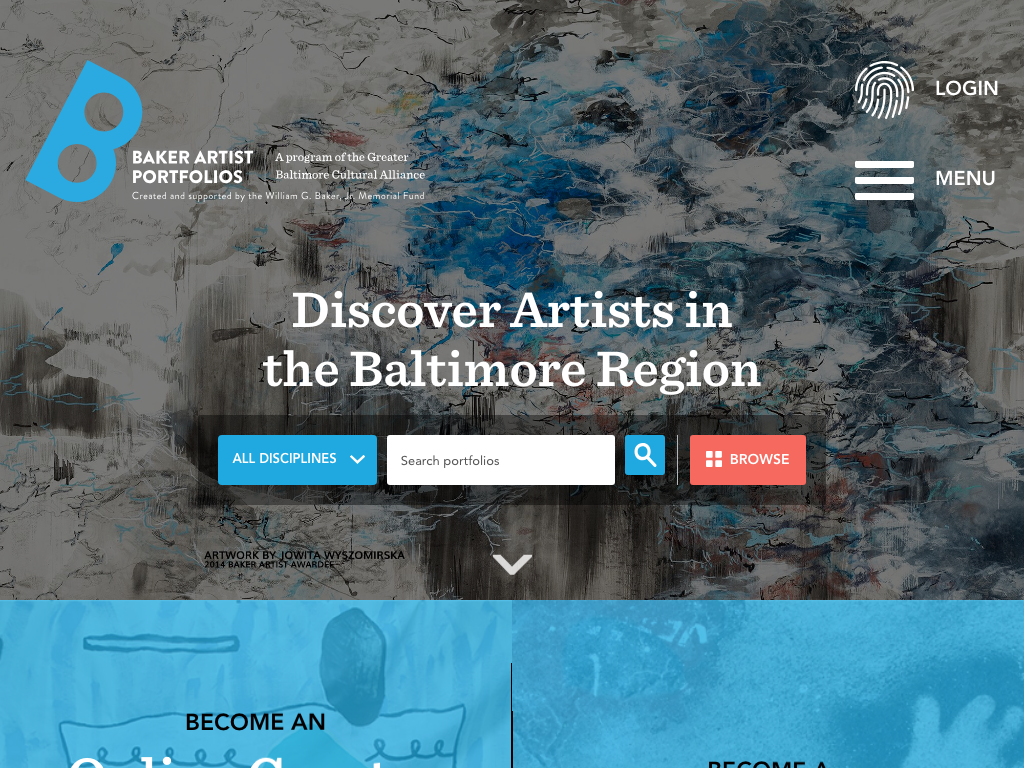 LOGIN
BAKER ARTIST
PORTFOLIOS
A program of the Greater
Baltimore Cultural Alliance
Created and supported by the William G. Baker, Jr. Memorial Fund
MENU
Discover Artists in
the Baltimore Region
ALL DISCIPLINES
Search portfolios
BROWSE
ARTWORK BY JOWITA WYSZOMIRSKA
2014 BAKER ARTIST AWARDEE
BECOME AN
BECOME A